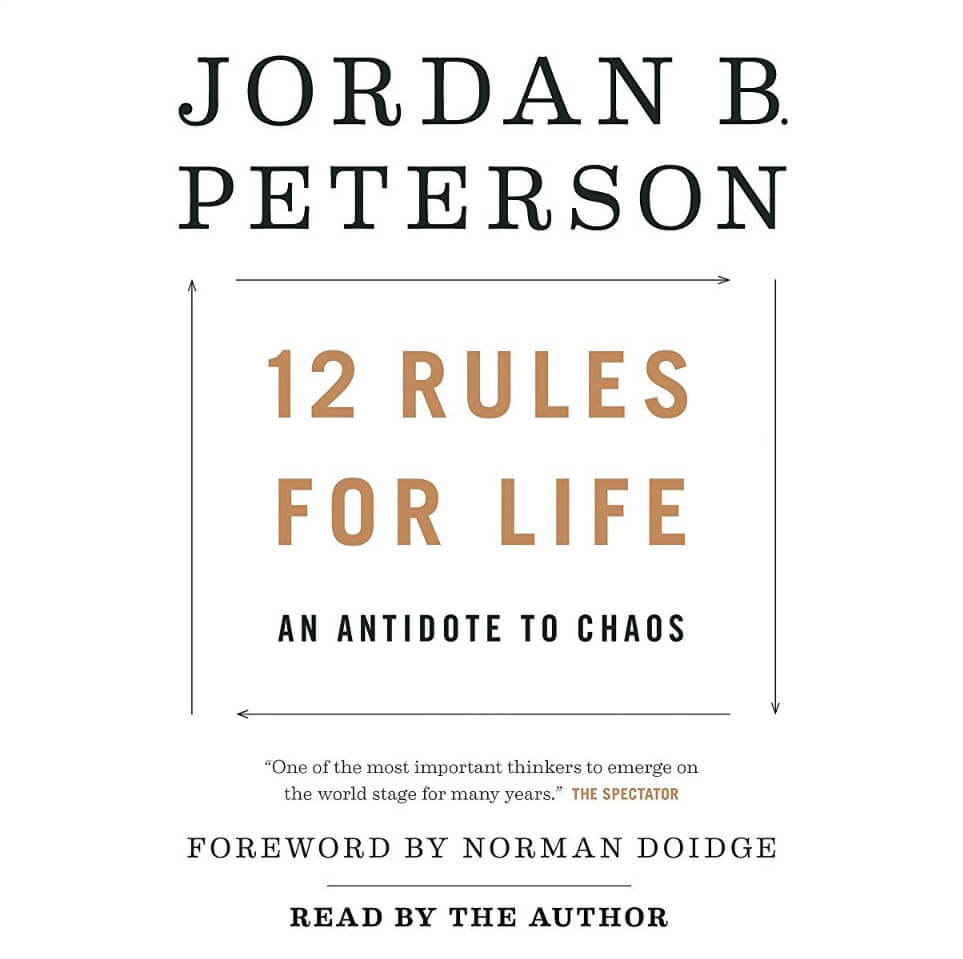 JORDAN B.
PETERSON
12 RULES
FOR LIFE
AN ANTIDOTE TO CHAOS
“One of the most important thinkers to emerge on
the world stage for many years.” THE SPECTATOR
FOREWORD BY NORMAN DOIDGE
READ BY THE AUTHOR